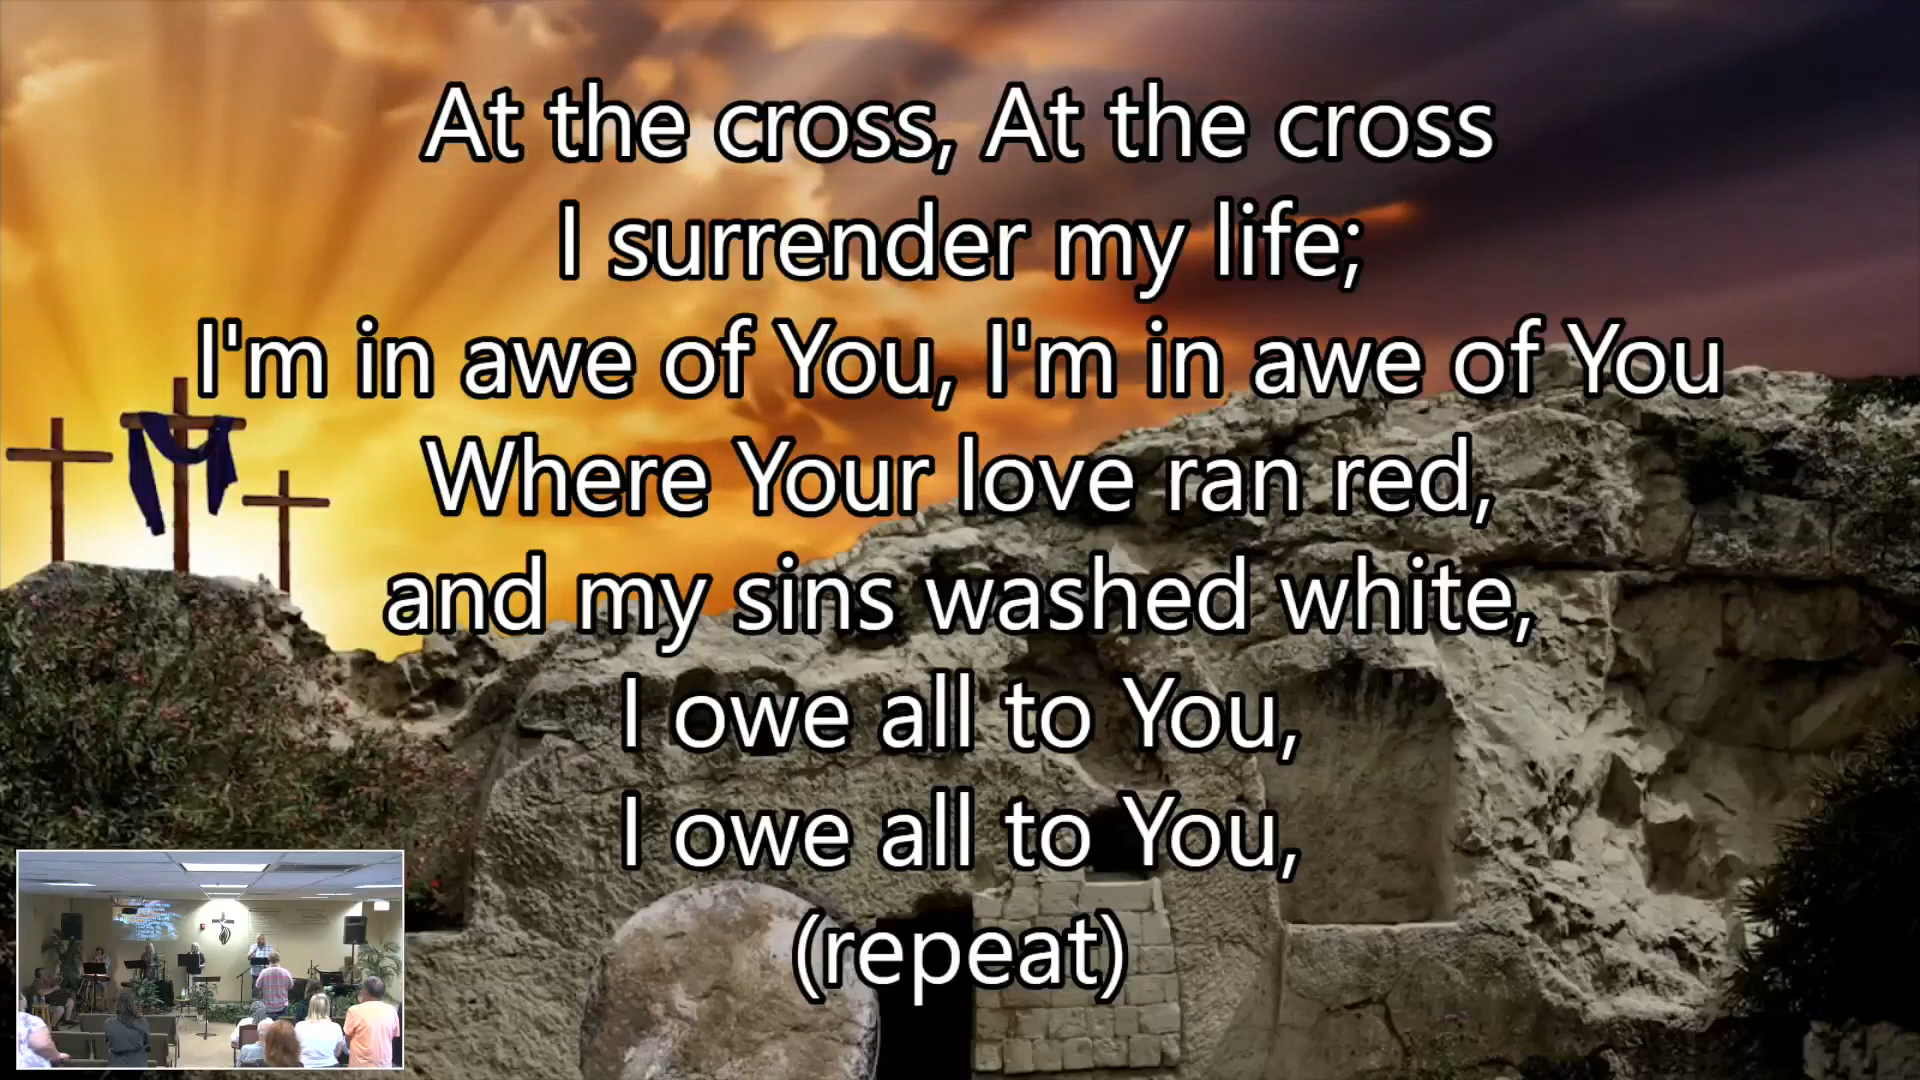 At the cross, At the cross
I surrender my life;
I'm in awe of You, I'm in awe of You
Where Your love ran red,
and my sins washed white,
I owe all to You,
I owe all to You,
(repeat)